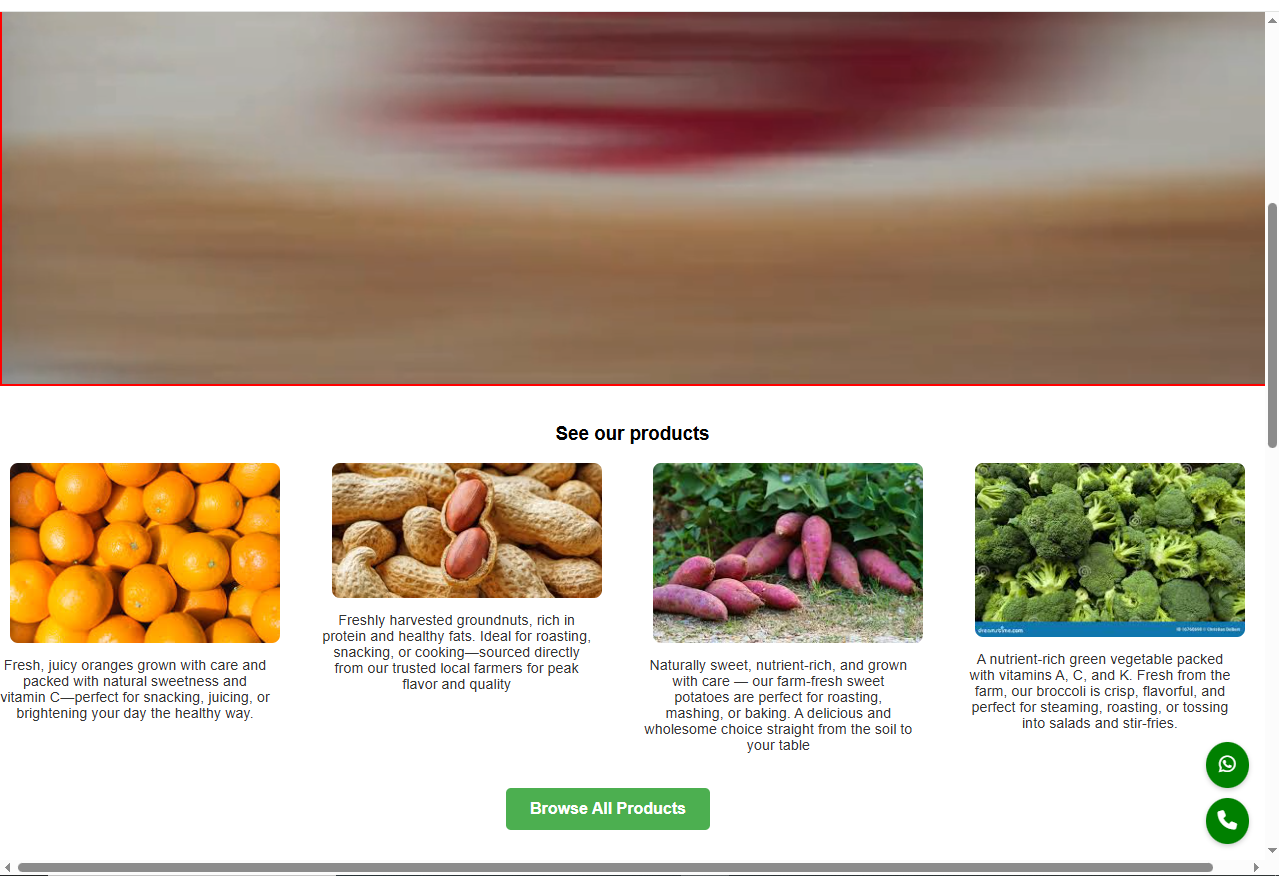 See our products
Fresh, juicy oranges grown with care and
packed with natural sweetness and
vitamin C—perfect for snacking, juicing, or
brightening your day the healthy way.
Freshly harvested groundnuts, rich in
protein and healthy fats. Ideal for roasting,
snacking, or cooking—sourced directly
from our trusted local farmers for peak
flavor and quality
Naturally sweet, nutrient-rich, and grown
with care — our farm-fresh sweet
potatoes are perfect for roasting,
mashing, or baking. A delicious and
wholesome choice straight from the soil to
your table
dreamstime.com
A nutrient-rich green vegetable packed
with vitamins A, C, and K. Fresh from the
farm, our broccoli is crisp, flavorful, and
perfect for steaming, roasting, or tossing
into salads and stir-fries.
Browse All Products